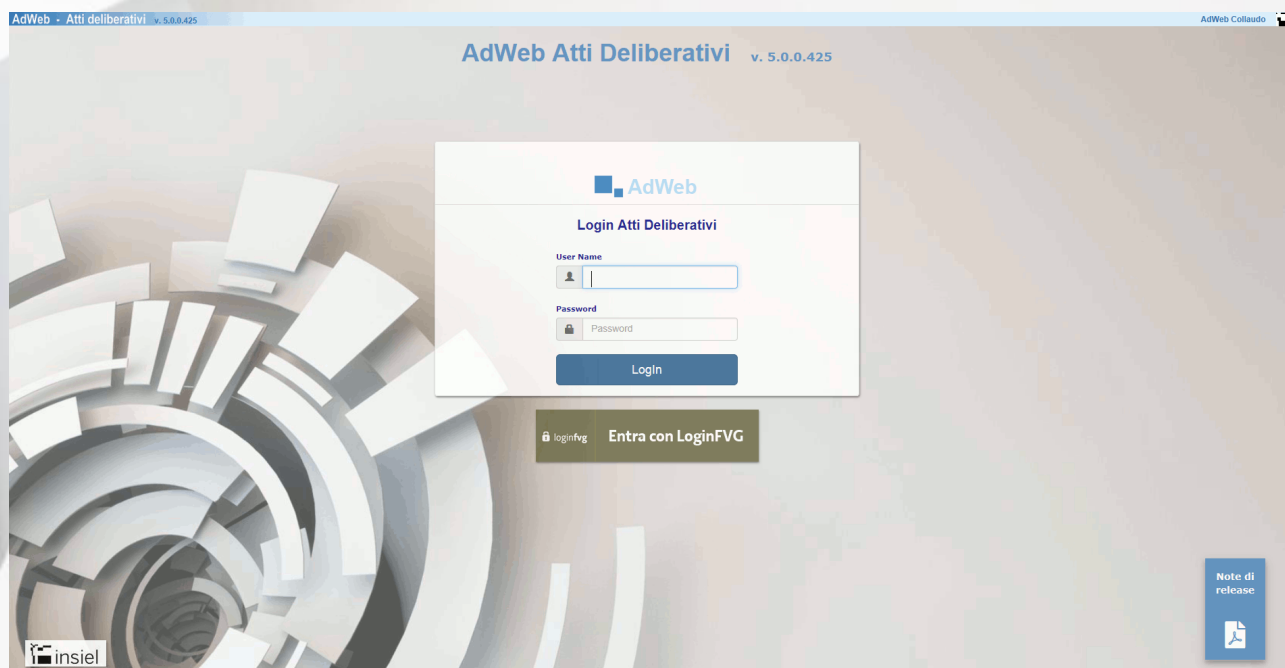 AdWeb - Atti deliberativi v. 5.0.0.425
AdWeb Collaudo
AdWeb Atti Deliberativi v. 5.0.0.425
AdWeb
Login Atti Deliberativi
User Name
Password
Password
LogIn
loginfvg Entra con LoginFVG
Note di
release
insiel